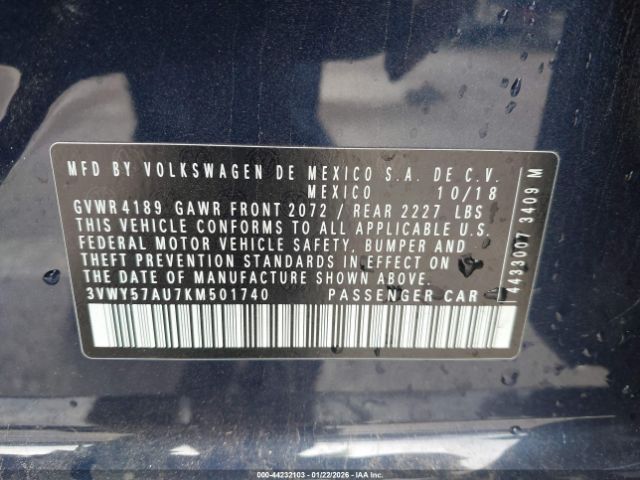 MFD BY VOLKSWAGEN DE MEXICO S.A. DE C.V.
MEXICO 10/18
GVWR 4189 GAWR FRONT 2072 / REAR 2227 LBS
THIS VEHICLE CONFORMS TO ALL APPLICABLE U.S.
FEDERAL MOTOR VEHICLE SAFETY, BUMPER AND
THEFT PREVENTION STANDARDS IN EFFECT ON
THE DATE OF MANUFACTURE SHOWN ABOVE.
3VWY57AU7KM501740 PASSENGER CAR
4433007 3409 M
000-44232103 - 01/22/2026 - IAAI.COM